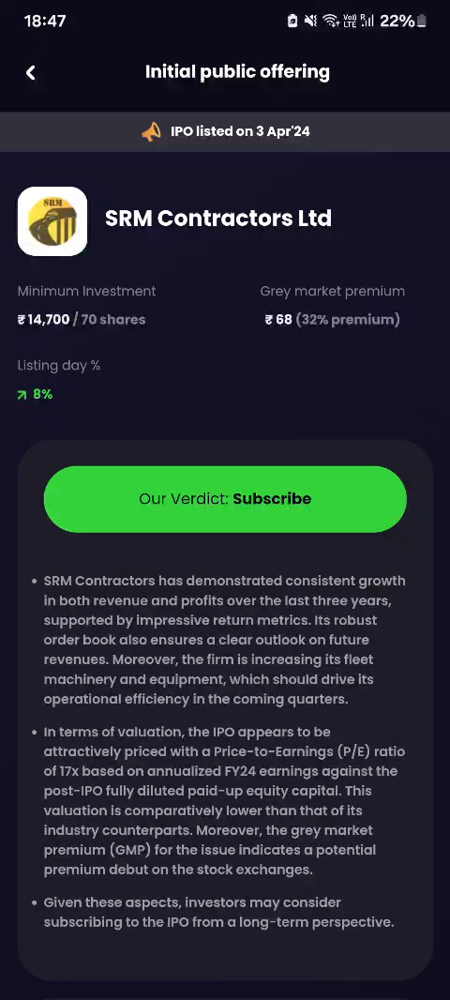 18:47
Vo)) LTE R 22%
Initial public offering
IPO listed on 3 Apr'24
SRM
SRM Contractors Ltd
Minimum Investment
Grey market premium
₹ 14,700 / 70 shares
₹ 68 (32% premium)
Listing day %
8%
Our Verdict: Subscribe
• SRM Contractors has demonstrated consistent growth
in both revenue and profits over the last three years,
supported by impressive return metrics. Its robust
order book also ensures a clear outlook on future
revenues. Moreover, the firm is increasing its fleet
machinery and equipment, which should drive its
operational efficiency in the coming quarters.
• In terms of valuation, the IPO appears to be
attractively priced with a Price-to-Earnings (P/E) ratio
of 17x based on annualized FY24 earnings against the
post-IPO fully diluted paid-up equity capital. This
valuation is comparatively lower than that of its
industry counterparts. Moreover, the grey market
premium (GMP) for the issue indicates a potential
premium debut on the stock exchanges.
• Given these aspects, investors may consider
subscribing to the IPO from a long-term perspective.